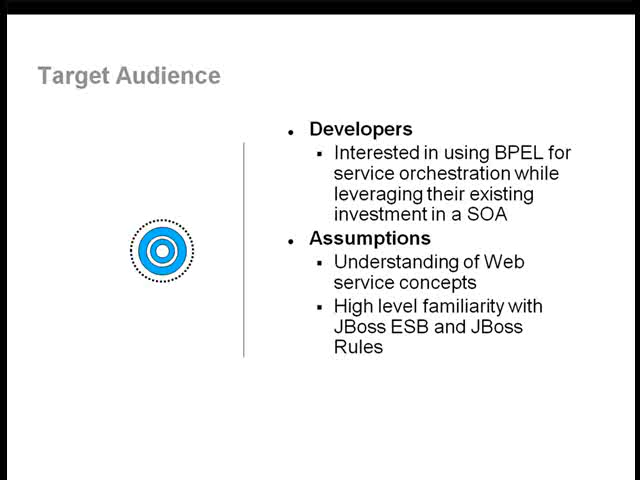 Target Audience
• Developers
▪ Interested in using BPEL for
service orchestration while
leveraging their existing
investment in a SOA
• Assumptions
▪ Understanding of Web
service concepts
▪ High level familiarity with
JBoss ESB and JBoss
Rules